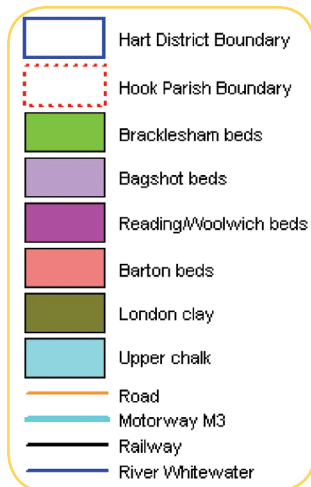 Hart District Boundary
Hook Parish Boundary
Bracklesham beds
Bagshot beds
Reading/Woolwich beds
Barton beds
London clay
Upper chalk
Road
Motorway M3
Railway
River Whitewater